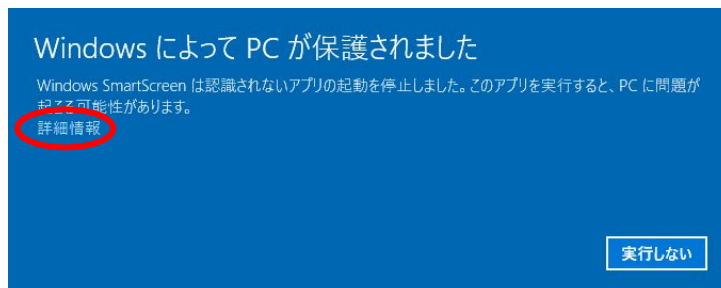 Windows によって PC が保護されました
Windows SmartScreen は認識されないアプリの起動を停止しました。このアプリを実行すると、PC に問題が
起こる可能性があります。
詳細情報
実行しない